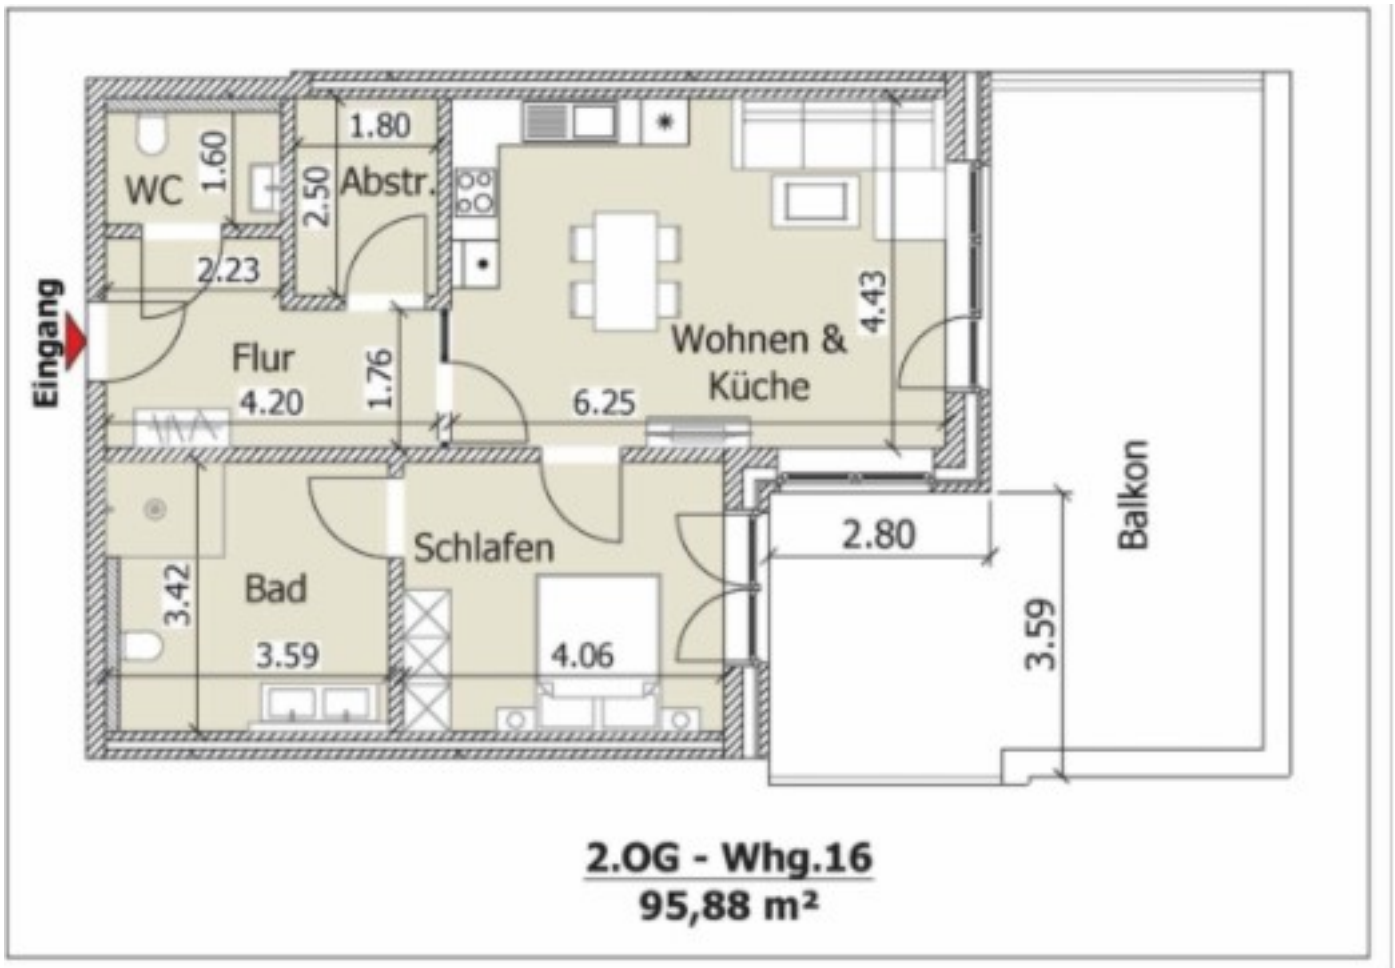 1.80
WC
1.60
2.50
Abstr.
2.23
4.43
Eingang
Flur
1.76
Wohnen &
Küche
4.20
6.25
Balkon
2.80
Schlafen
3.42
Bad
3.59
4.06
3.59
2.OG - Whg.16
95,88 m²